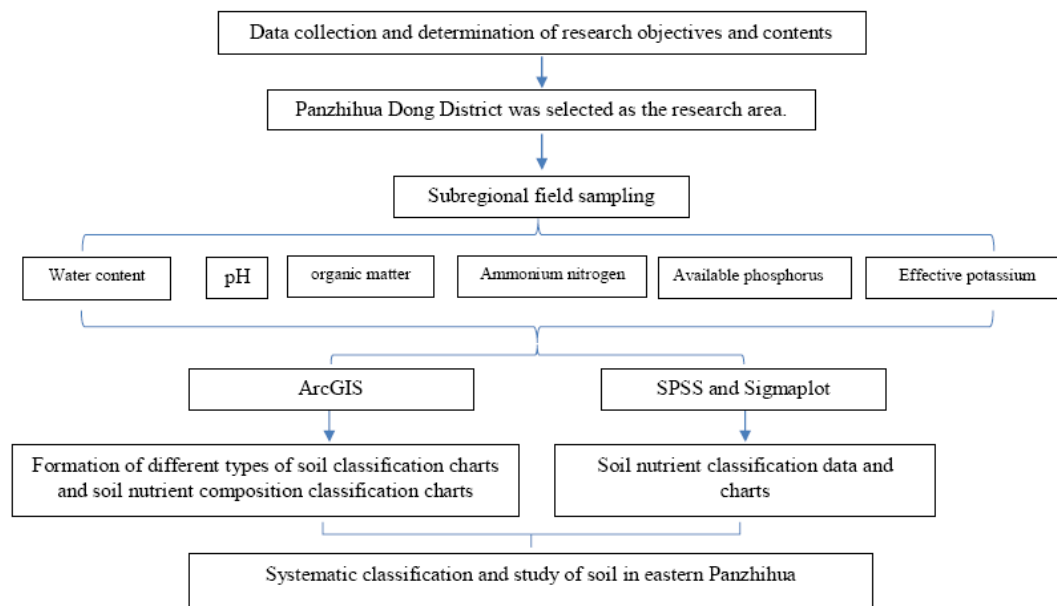 Data collection and determination of research objectives and contents
Panzhihua Dong District was selected as the research area.
Subregional field sampling
Water content
pH
organic matter
Ammonium nitrogen
Available phosphorus
Effective potassium
ArcGIS
SPSS and Sigmaplot
Formation of different types of soil classification charts
and soil nutrient composition classification charts
Soil nutrient classification data and
charts
Systematic classification and study of soil in eastern Panzhihua